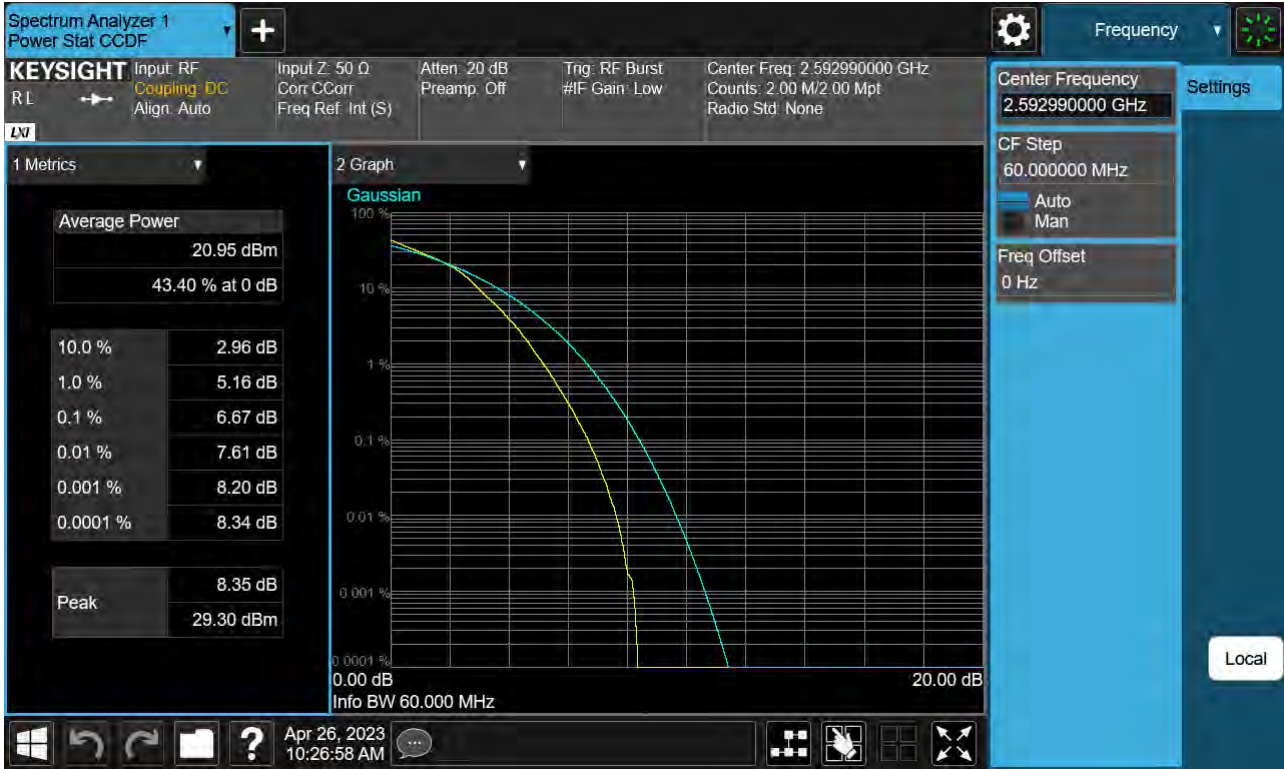 Spectrum Analyzer 1
Power Stat CCDF
Frequency
KEYSIGHT
R L
LXI
Input: RF
Coupling: DC
Align: Auto
Input Z: 50 Ω
Corr CCorr
Freq Ref: Int (S)
Atten: 20 dB
Preamp: Off
Trig: RF Burst
#IF Gain: Low
Center Freq: 2.592990000 GHz
Counts: 2.00 M/2.00 Mpt
Radio Std: None
Center Frequency
2.592990000 GHz
Settings
CF Step
60.000000 MHz
Auto
Man
Freq Offset
0 Hz
Local
1 Metrics
Average Power
20.95 dBm
43.40 % at 0 dB
10.0 % 2.96 dB
1.0 % 5.16 dB
0.1 % 6.67 dB
0.01 % 7.61 dB
0.001 % 8.20 dB
0.0001 % 8.34 dB
Peak
8.35 dB
29.30 dBm
2 Graph
Gaussian
100 %
10 %
1 %
0.1 %
0.01 %
0.001 %
0.0001 %
0.00 dB 20.00 dB
Info BW 60.000 MHz
Apr 26, 2023
10:26:58 AM